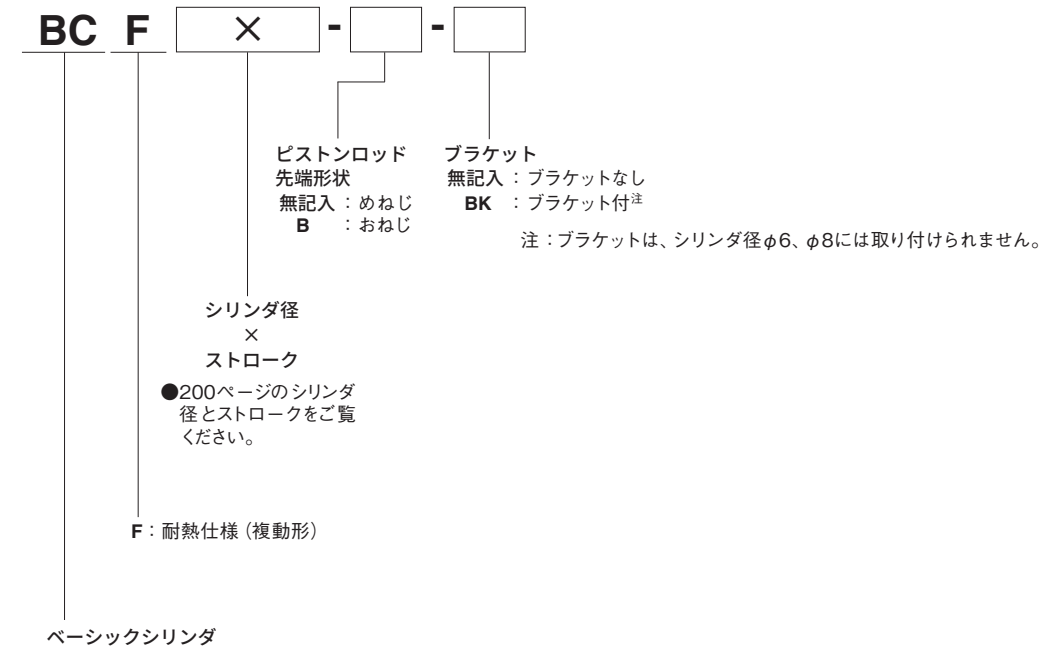 BC F × - -
ピストンロッド
先端形状
無記入：めねじ
B ：おねじ
ブラケット
無記入：ブラケットなし
BK ：ブラケット付注
注：ブラケットは、シリンダ径φ6、φ8には取り付けられません。
シリンダ径
×
ストローク
●200ページのシリンダ
径とストロークをご覧
ください。
F：耐熱仕様（複動形）
ベーシックシリンダ